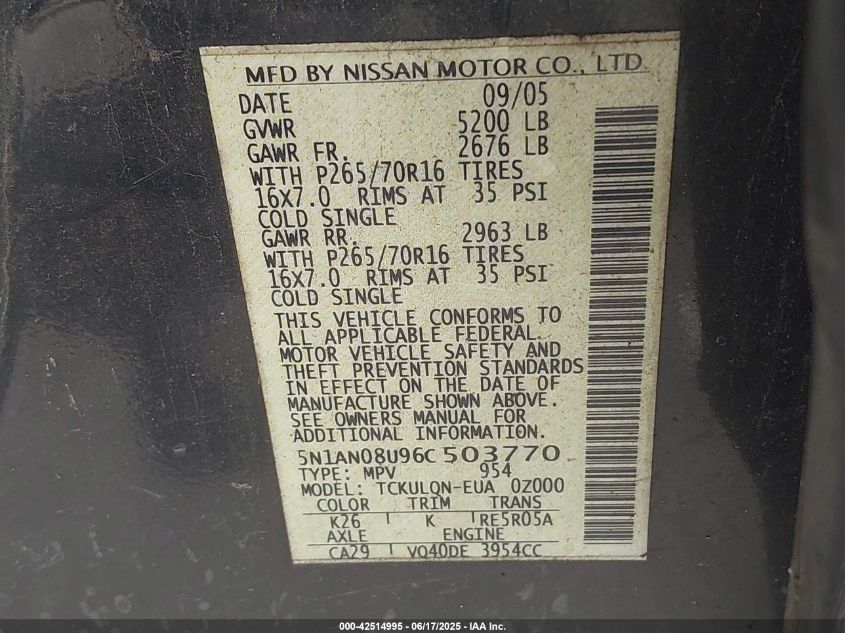 MFD BY NISSAN MOTOR CO., LTD.
DATE 09/05
GVWR 5200 LB
GAWR FR. 2676 LB
WITH P265/70R16 TIRES
16X7.0 RIMS AT 35 PSI
COLD SINGLE
GAWR RR. 2963 LB
WITH P265/70R16 TIRES
16X7.0 RIMS AT 35 PSI
COLD SINGLE
THIS VEHICLE CONFORMS TO
ALL APPLICABLE FEDERAL
MOTOR VEHICLE SAFETY AND
THEFT PREVENTION STANDARDS
IN EFFECT ON THE DATE OF
MANUFACTURE SHOWN ABOVE.
SEE OWNERS MANUAL FOR
ADDITIONAL INFORMATION.
5N1AN08U96C503770
TYPE: MPV 954
MODEL: TCKULQN-EUA 0Z000
COLOR TRIM TRANS
K26 K RE5R05A
AXLE ENGINE
CA29 VQ40DE 3954CC
000-42514995 - 06/17/2025 - IAA Inc.